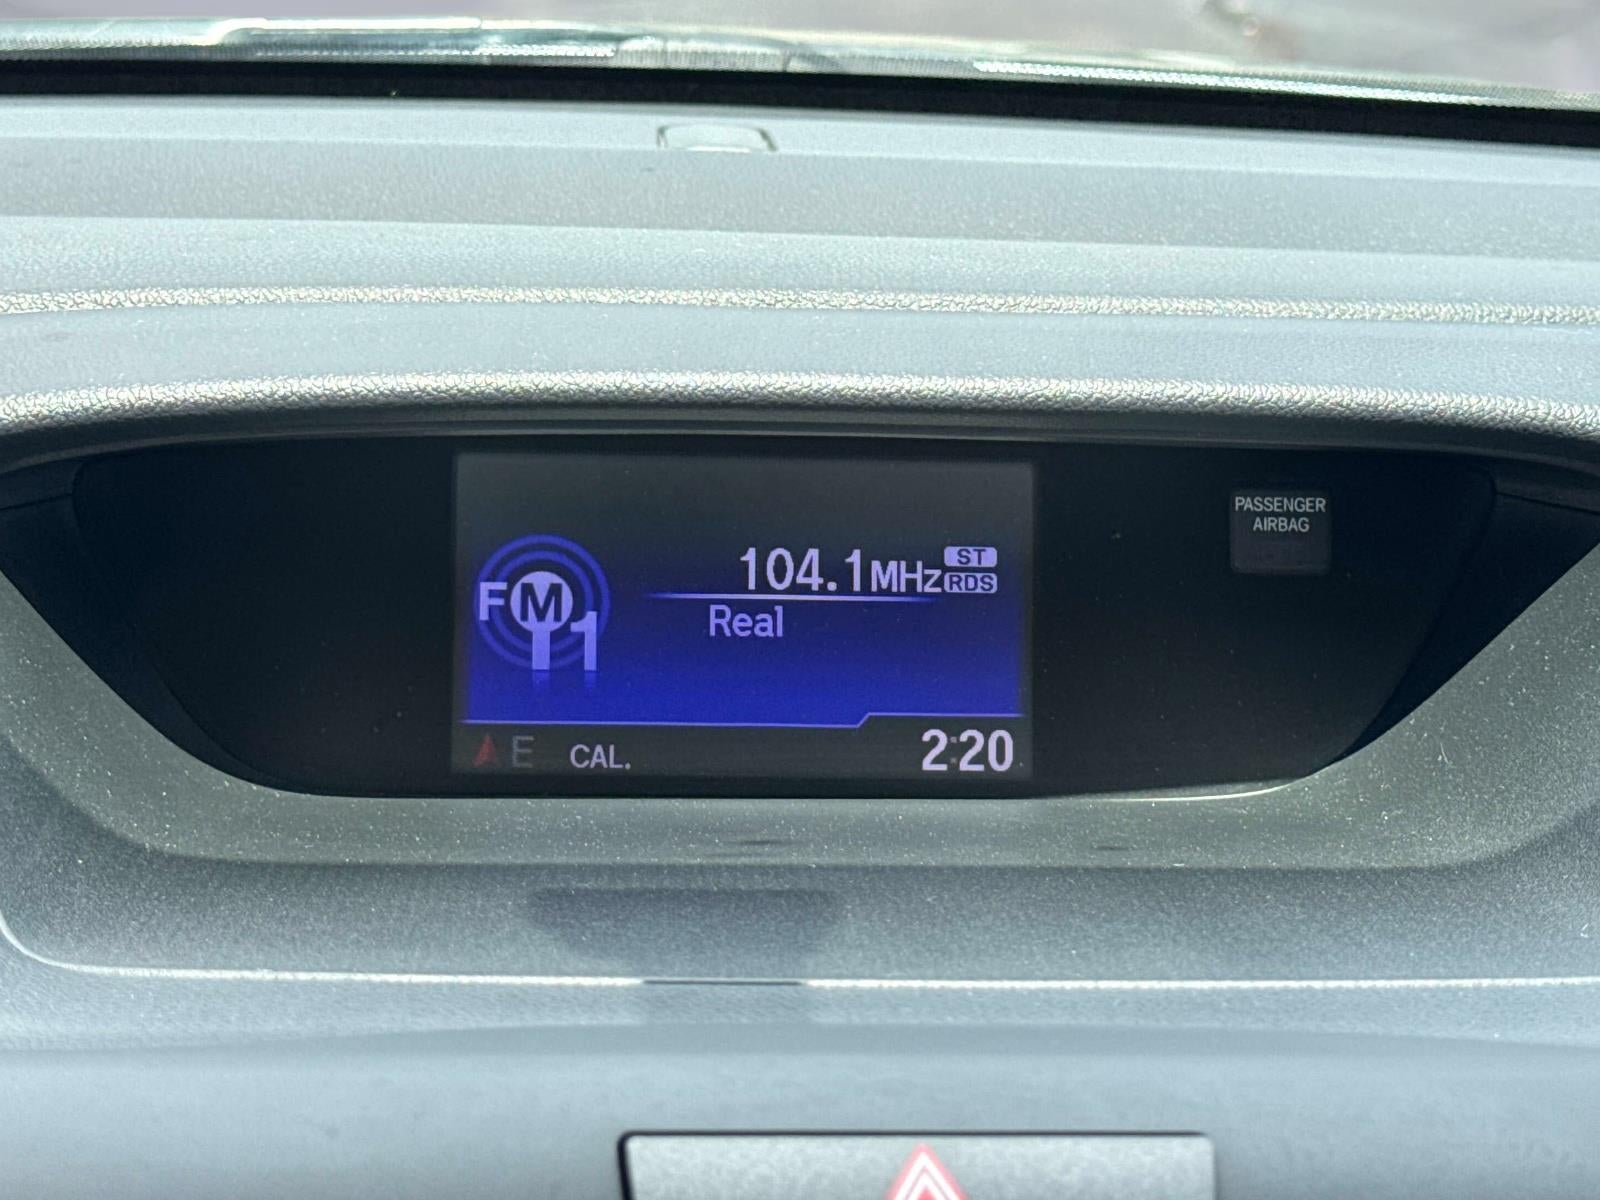 PASSENGER
AIRBAG
104.1MHz ST
RDS
FM1
Real
E CAL. 2:20